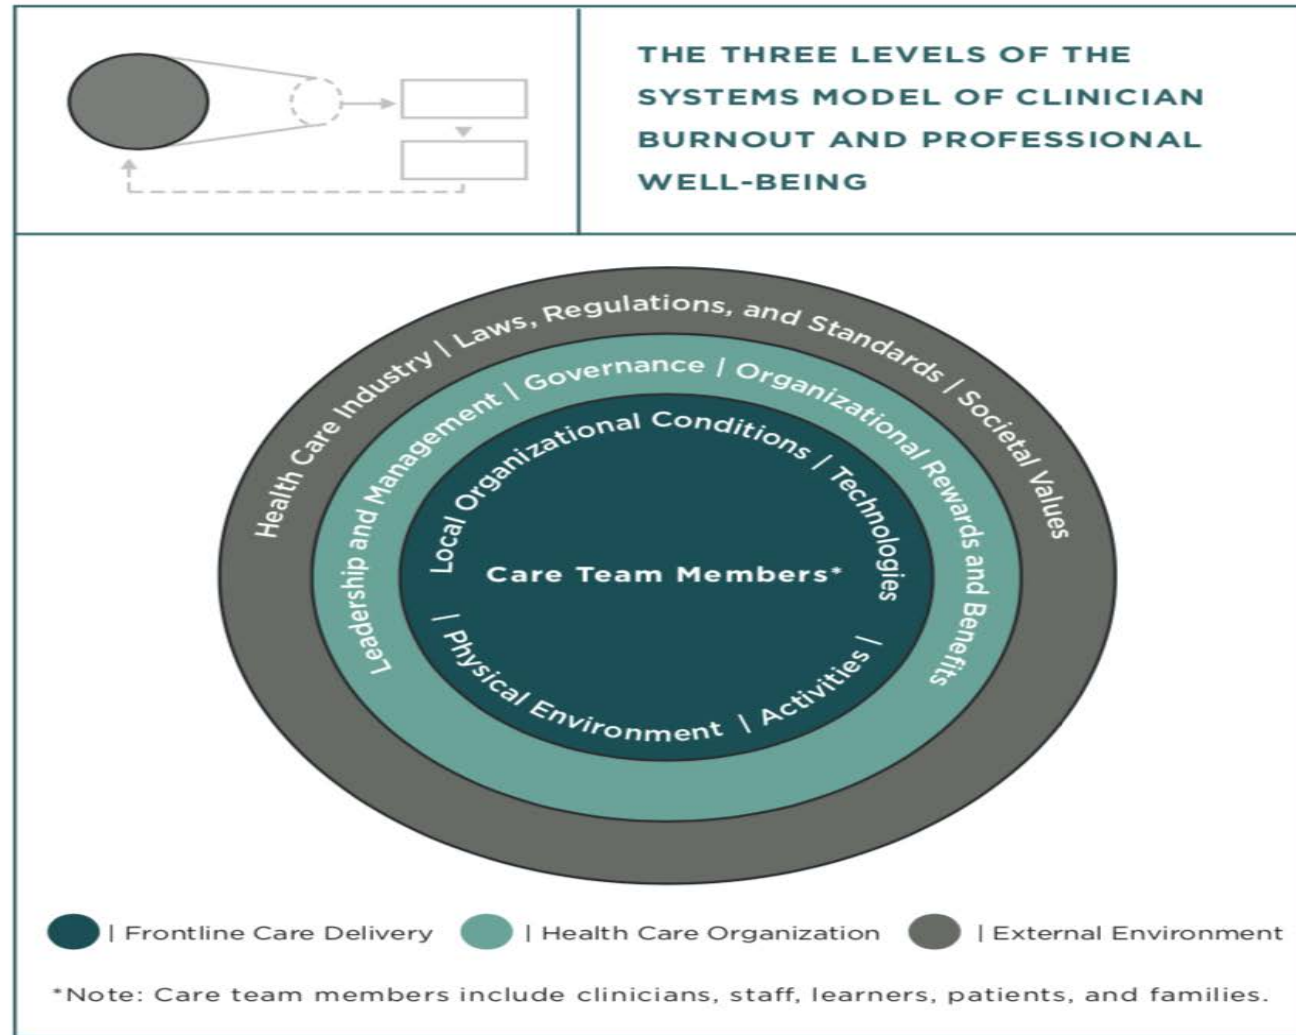 THE THREE LEVELS OF THE
SYSTEMS MODEL OF CLINICIAN
BURNOUT AND PROFESSIONAL
WELL-BEING
Health Care Industry | Laws, Regulations, and Standards | Societal Values
Leadership and Management | Governance | Organizational Rewards and Benefits
Local Organizational Conditions | Technologies
Care Team Members*
| Physical Environment | Activities |
| Frontline Care Delivery
| Health Care Organization
| External Environment
*Note: Care team members include clinicians, staff, learners, patients, and families.